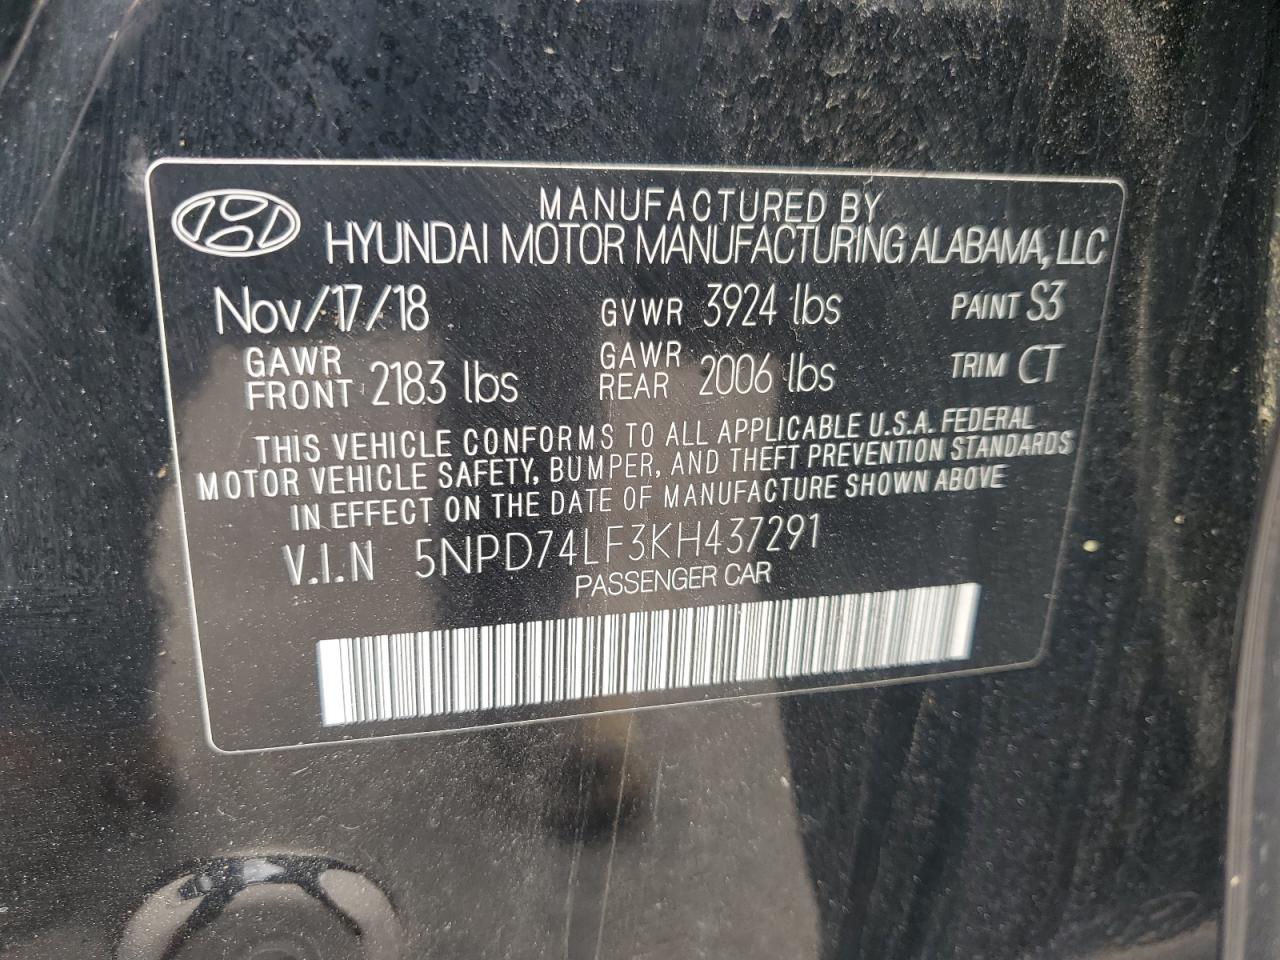 MANUFACTURED BY
HYUNDAI MOTOR MANUFACTURING ALABAMA, LLC
Nov/17/18 GVWR 3924 lbs PAINT S3
GAWR FRONT 2183 lbs GAWR REAR 2006 lbs TRIM CT
THIS VEHICLE CONFORMS TO ALL APPLICABLE U.S.A. FEDERAL
MOTOR VEHICLE SAFETY, BUMPER, AND THEFT PREVENTION STANDARDS
IN EFFECT ON THE DATE OF MANUFACTURE SHOWN ABOVE
V.I.N 5NPD74LF3KH437291
PASSENGER CAR